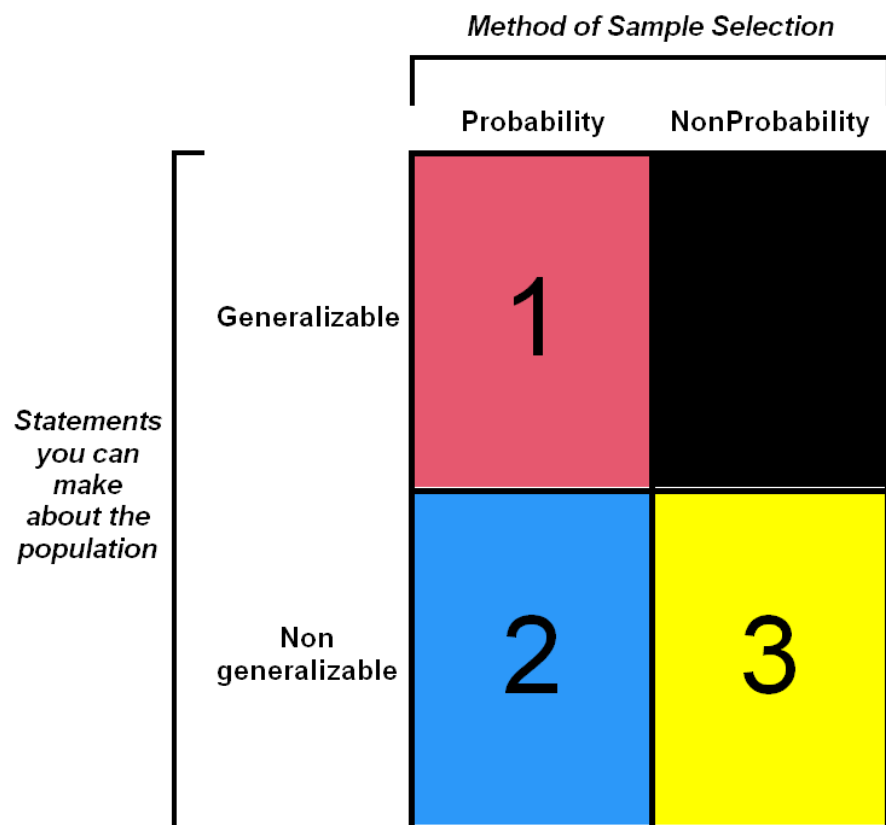 Method of Sample Selection
Probability NonProbability
Generalizable
1
Statements
you can
make
about the
population
Non
generalizable
2
3